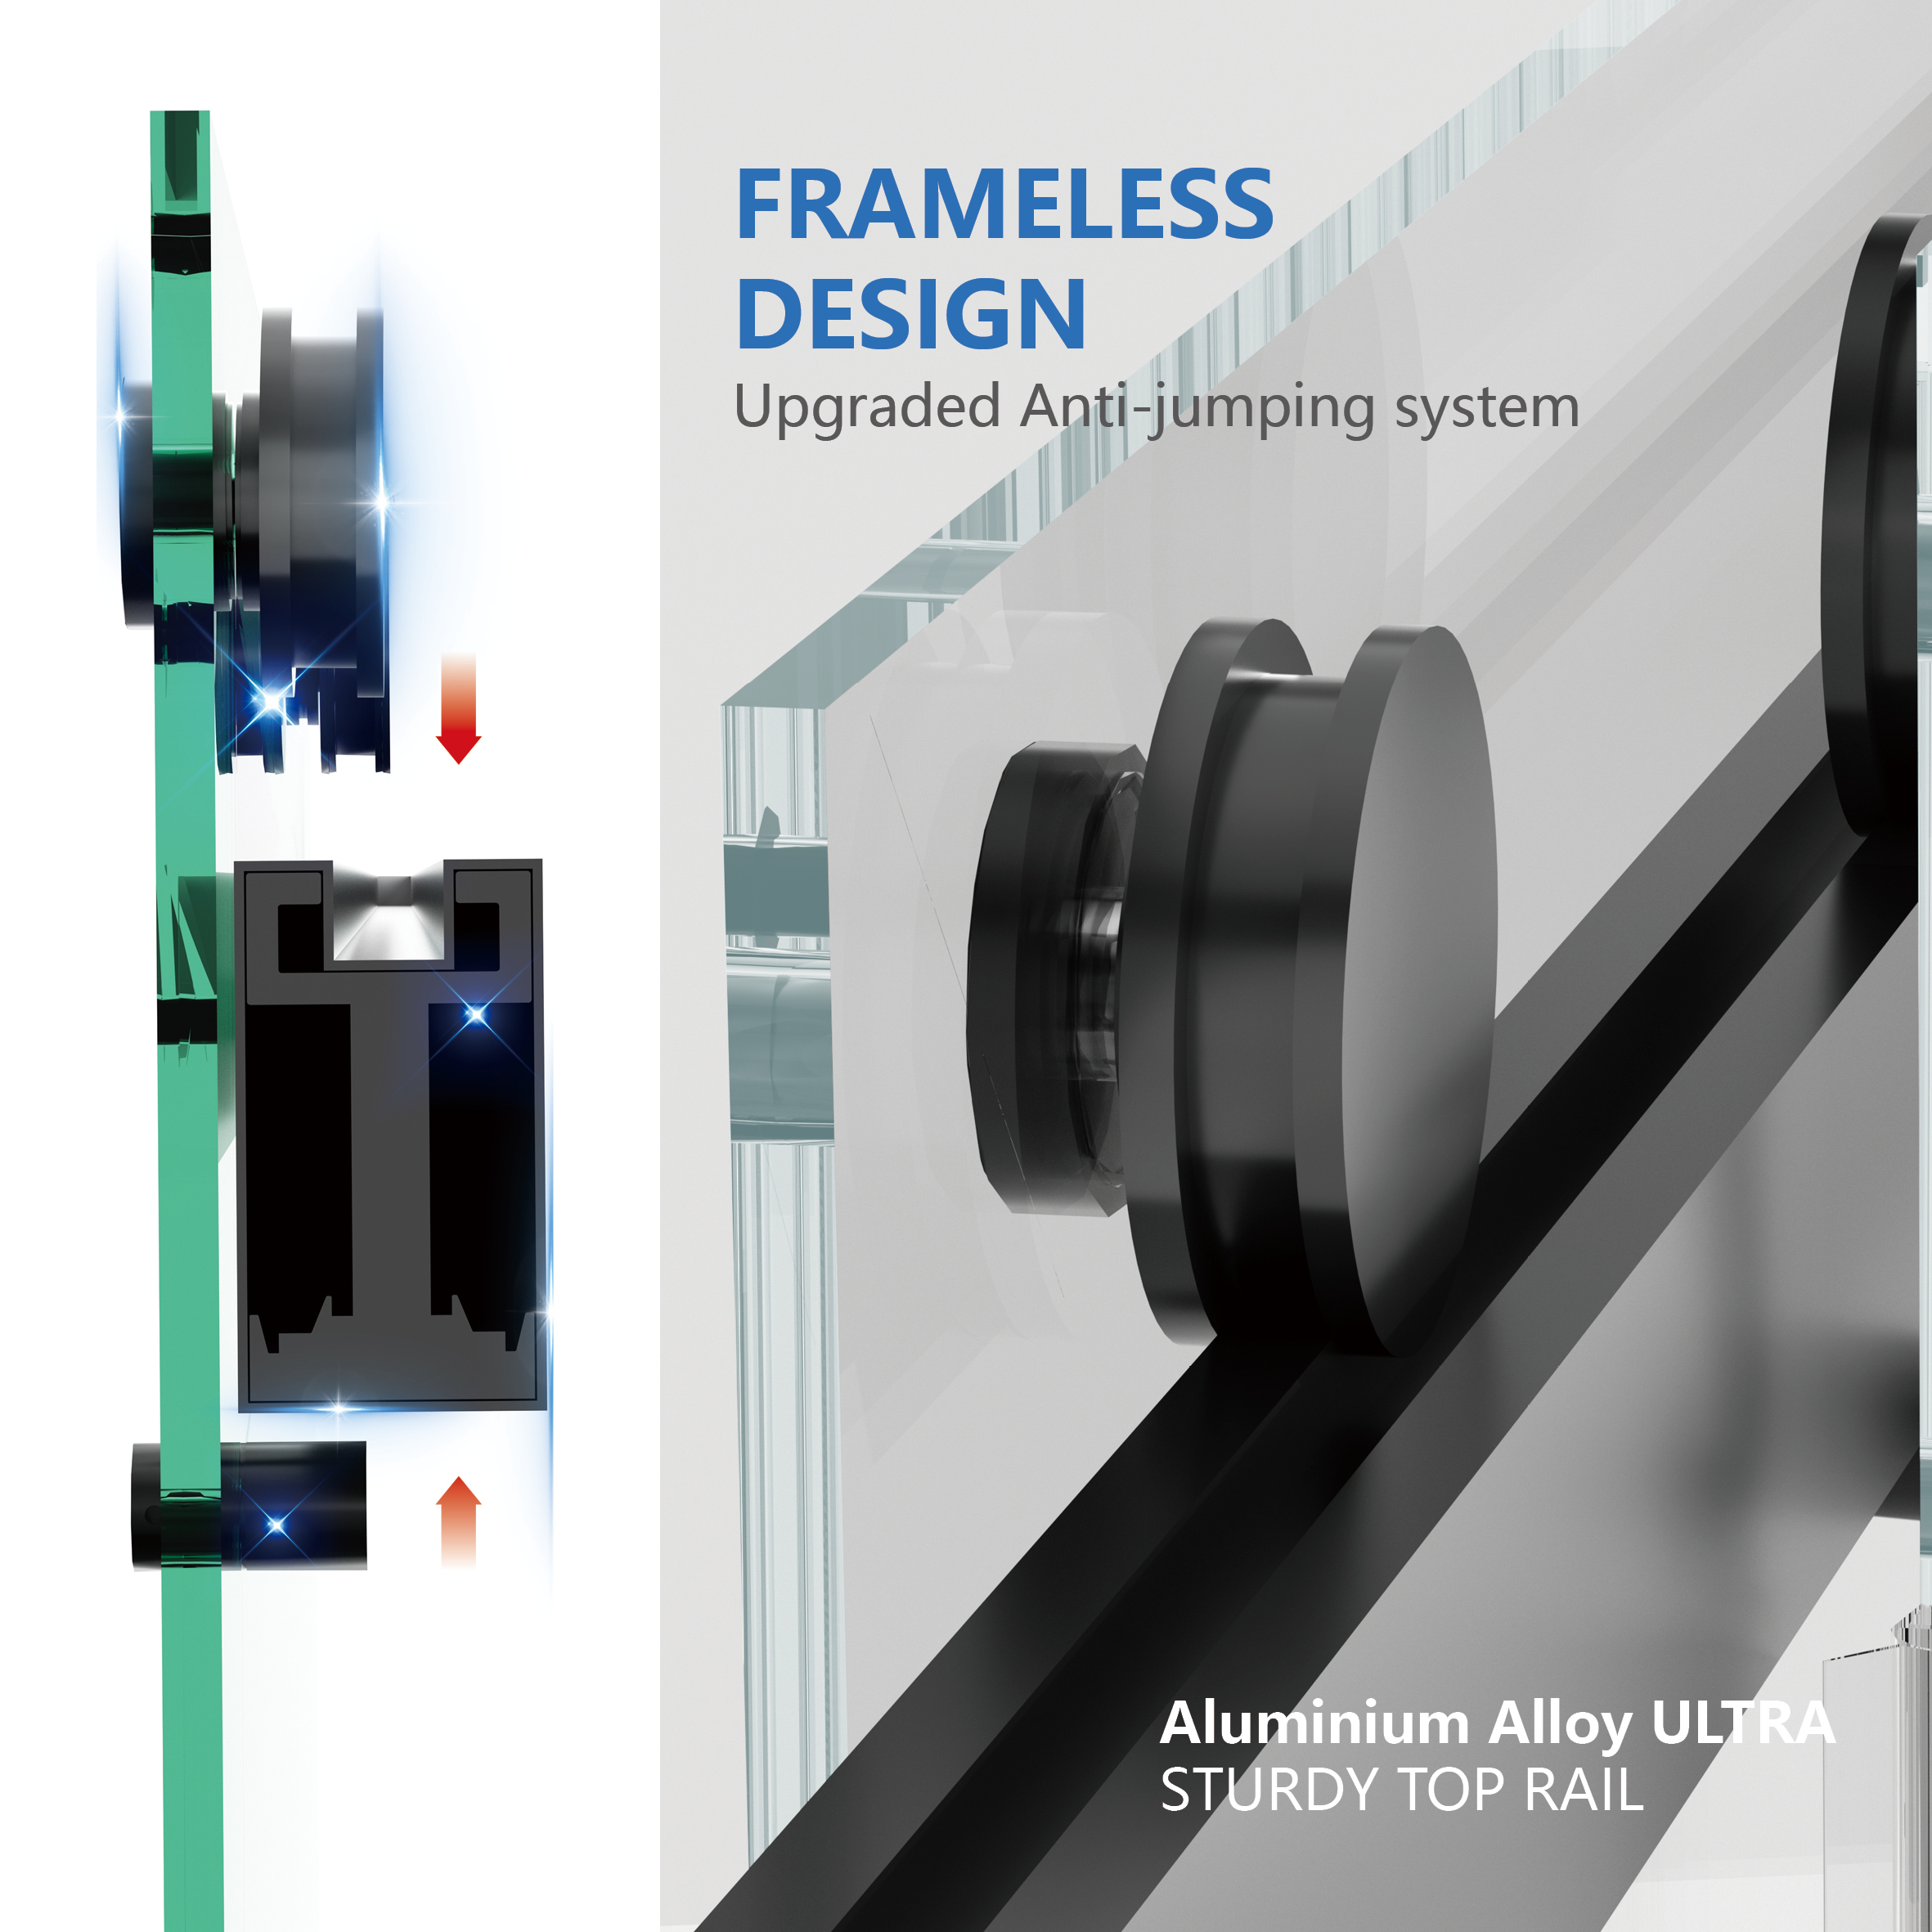 FRAMELESS
DESIGN
Upgraded Anti-jumping system
Aluminium Alloy ULTRA
STURDY TOP RAIL